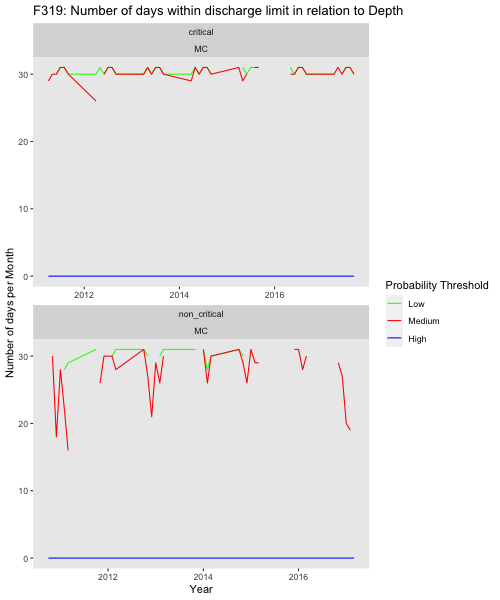 F319: Number of days within discharge limit in relation to Depth
critical
MC
30
20
10
0
2012 2014 2016
non_critical
MC
30
20
10
0
2012 2014 2016
Year
Number of days per Month
Probability Threshold
Low
Medium
High